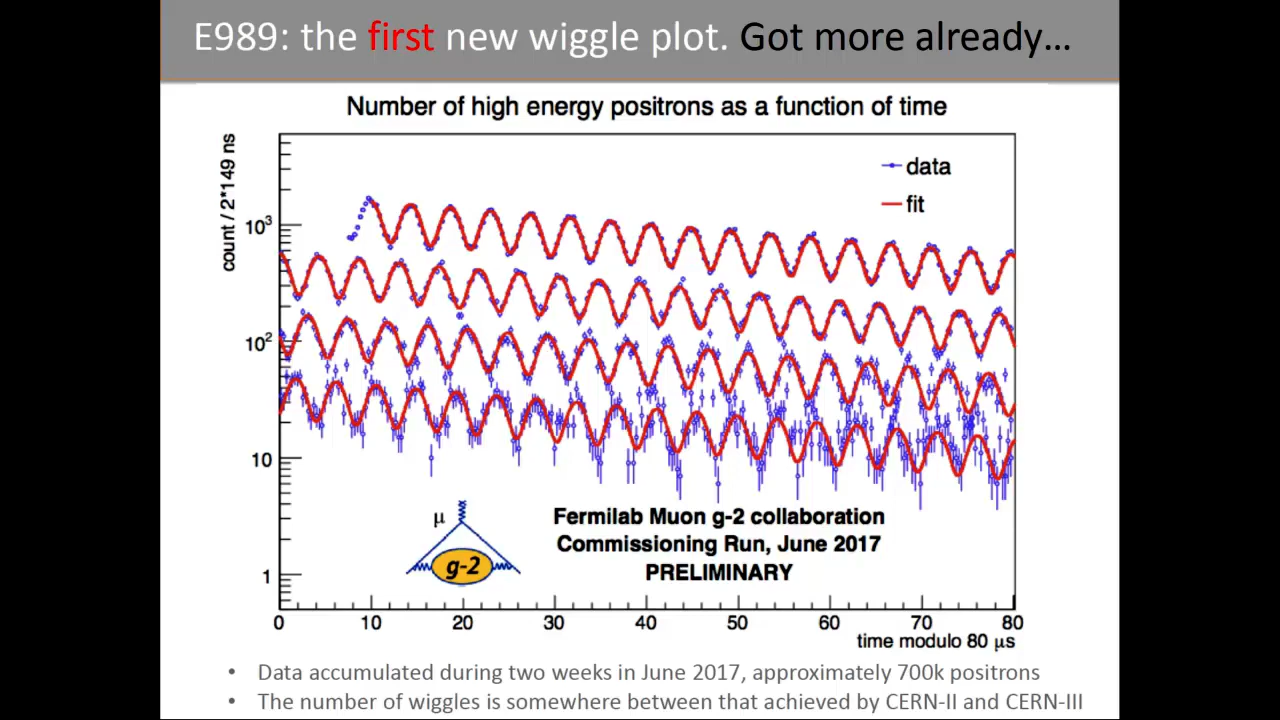 E989: the first new wiggle plot. Got more already…
Number of high energy positrons as a function of time
count / 2*149 ns
data
fit
10³
10²
10
1
μ
g-2
Fermilab Muon g-2 collaboration
Commissioning Run, June 2017
PRELIMINARY
0 10 20 30 40 50 60 70 80
time modulo 80 μs
• Data accumulated during two weeks in June 2017, approximately 700k positrons
• The number of wiggles is somewhere between that achieved by CERN-II and CERN-III